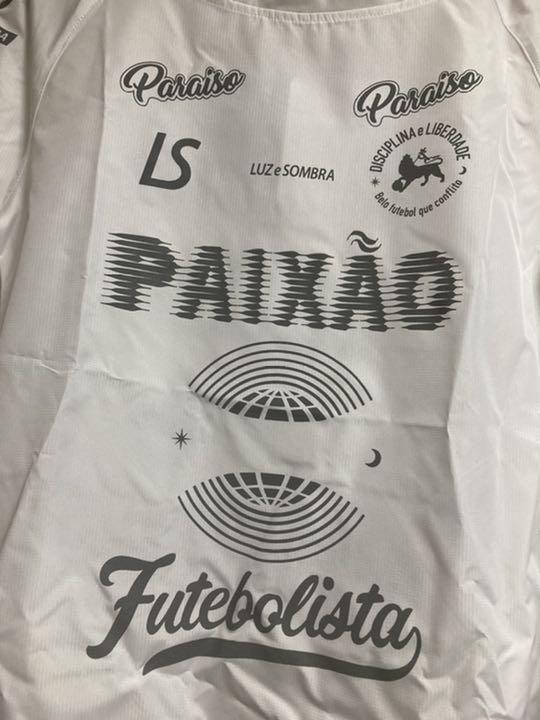 Paraiso
Paraiso
LS
LUZ e SOMBRA
DISCIPLINA e LIBERDADE
Belo futebol que conflito
PAIXÃO
Futebolista